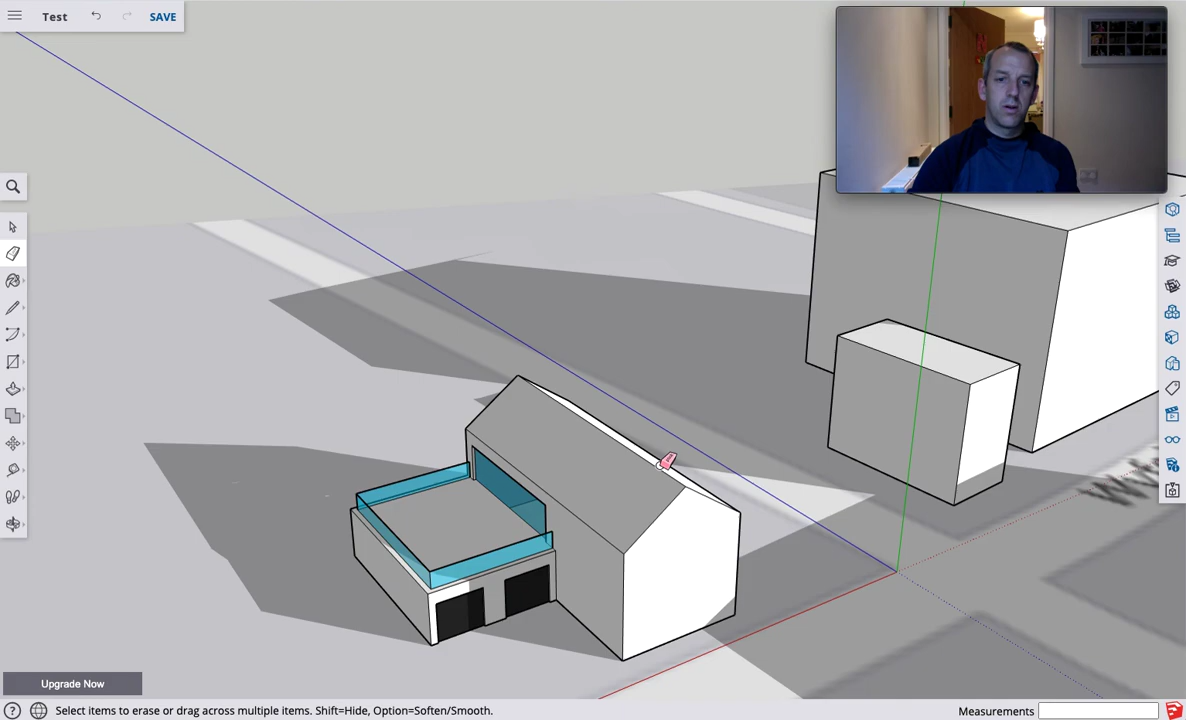 Test
SAVE
Upgrade Now
Select items to erase or drag across multiple items. Shift=Hide, Option=Soften/Smooth.
Measurements